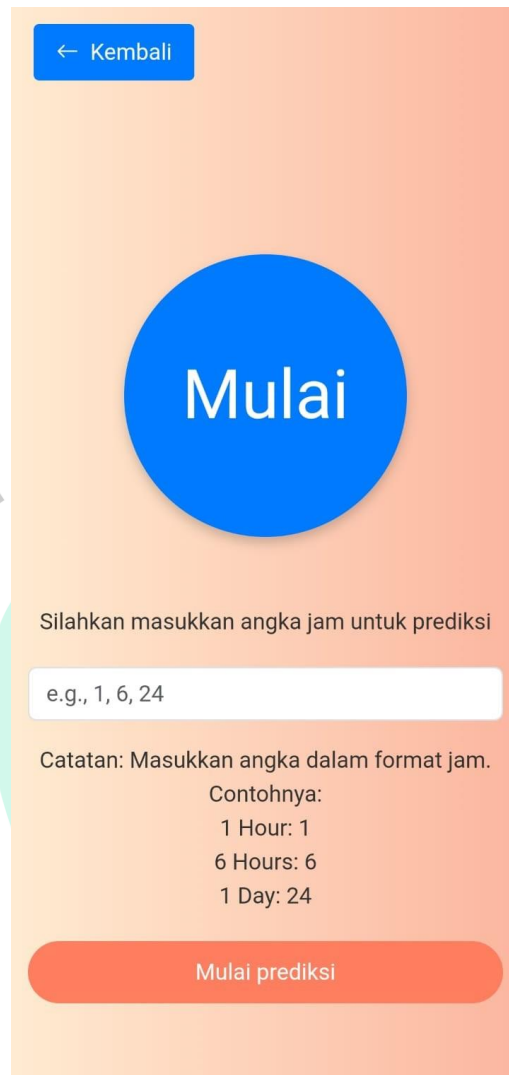 ← Kembali
Mulai
Silahkan masukkan angka jam untuk prediksi
e.g., 1, 6, 24
Catatan: Masukkan angka dalam format jam.
Contohnya:
1 Hour: 1
6 Hours: 6
1 Day: 24
Mulai prediksi